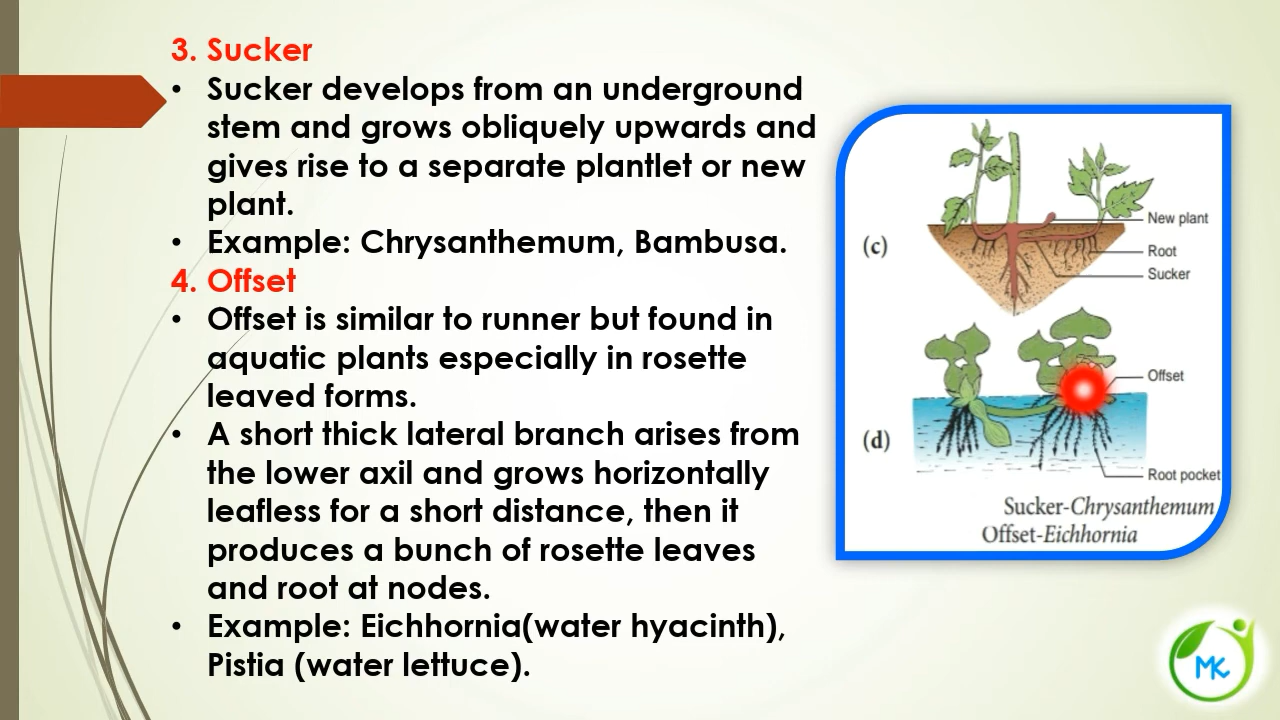 3. Sucker
• Sucker develops from an underground
stem and grows obliquely upwards and
gives rise to a separate plantlet or new
plant.
• Example: Chrysanthemum, Bambusa.
4. Offset
• Offset is similar to runner but found in
aquatic plants especially in rosette
leaved forms.
• A short thick lateral branch arises from
the lower axil and grows horizontally
leafless for a short distance, then it
produces a bunch of rosette leaves
and root at nodes.
• Example: Eichhornia(water hyacinth),
Pistia (water lettuce).
(c)
New plant
Root
Sucker
(d)
Offset
Root pocket
Sucker-Chrysanthemum
Offset-Eichhornia
MK